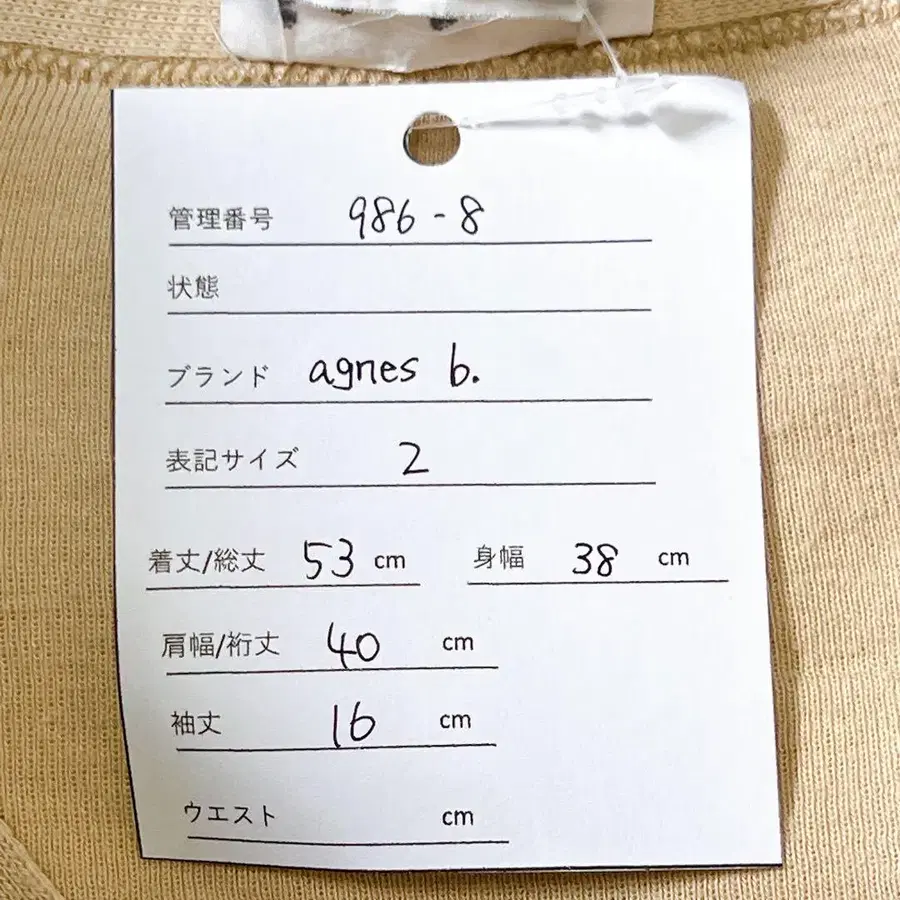 管理番号 986-8
状態
ブランド agnes b.
表記サイズ 2
着丈/総丈 53 cm 身幅 38 cm
肩幅/裄丈 40 cm
袖丈 16 cm
ウエスト cm